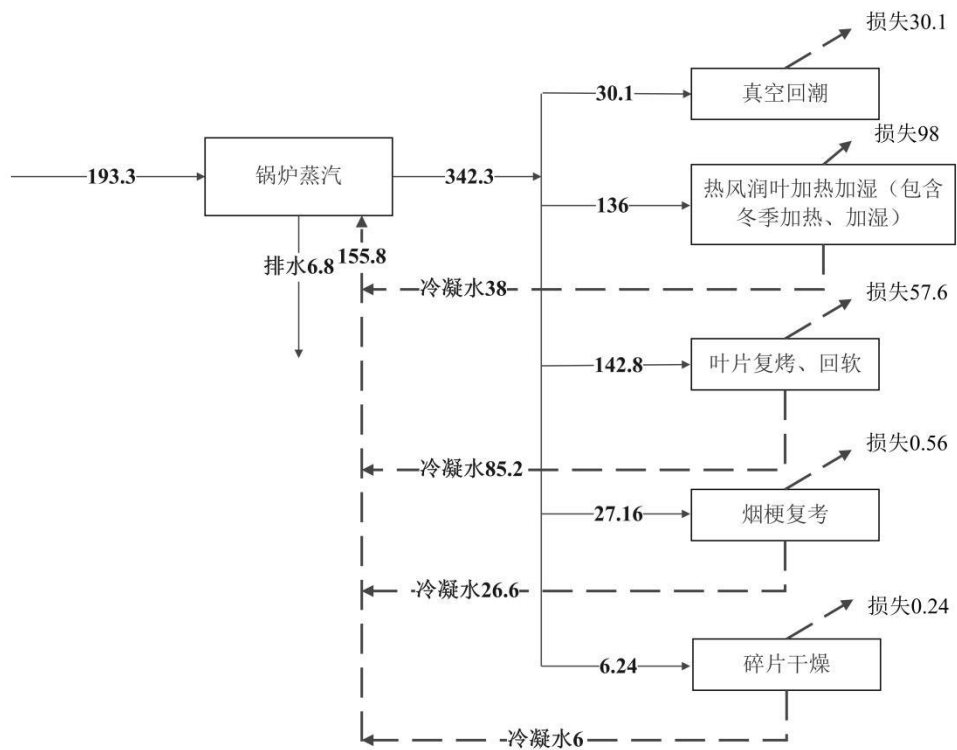 损失30.1
30.1
真空回潮
损失98
193.3
锅炉蒸汽
342.3
136
热风润叶加热加湿（包含
冬季加热、加湿）
排水6.8
155.8
冷凝水38
损失57.6
142.8
叶片复烤、回软
冷凝水85.2
损失0.56
27.16
烟梗复考
冷凝水26.6
损失0.24
6.24
碎片干燥
冷凝水6